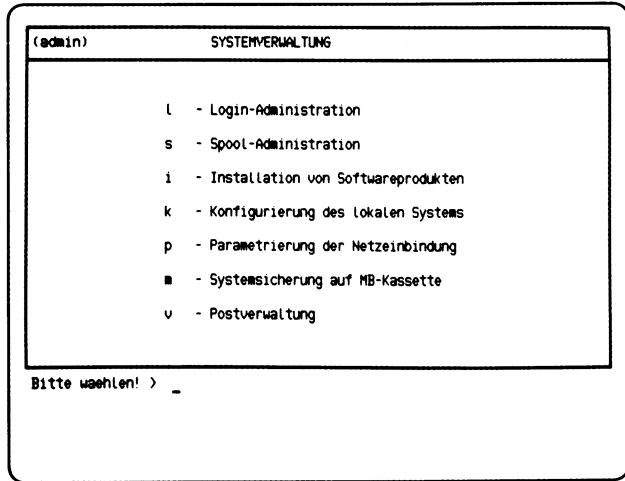 (admin) SYSTEMVERWALTUNG
l - Login-Administration
s - Spool-Administration
i - Installation von Softwareprodukten
k - Konfigurierung des lokalen Systems
p - Parametrierung der Netzeinbindung
m - Systemsicherung auf MB-Kassette
v - Postverwaltung
Bitte waehlen! > _